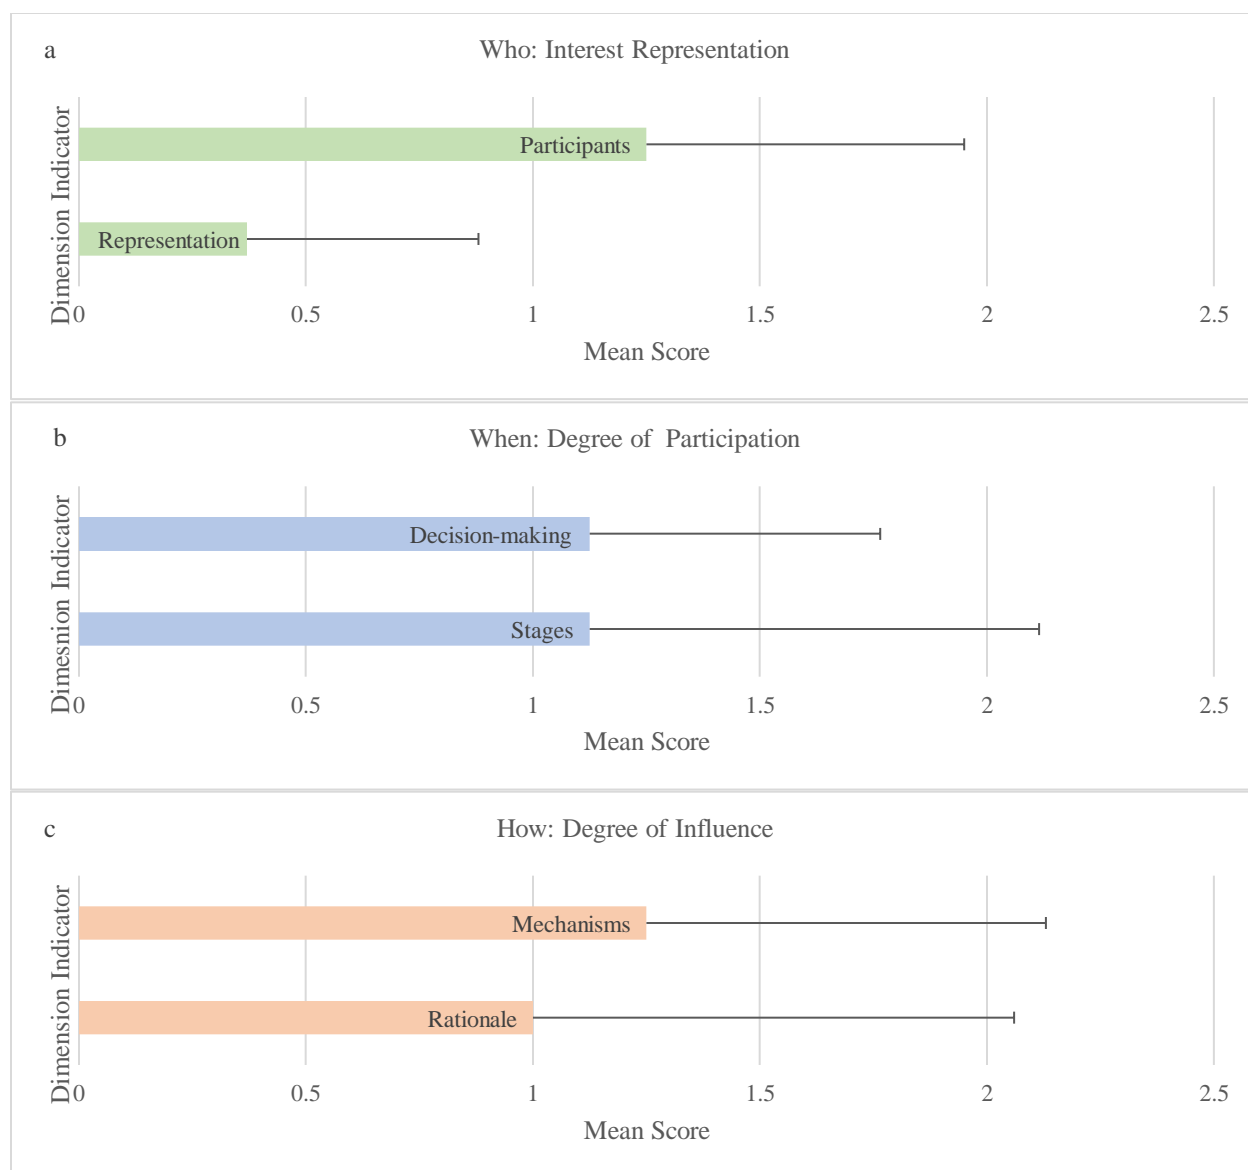 a
Who: Interest Representation
Dimension Indicator
Participants
Representation
0 0.5 1 1.5 2 2.5
Mean Score
b
When: Degree of Participation
Dimesnion Indicator
Decision-making
Stages
0 0.5 1 1.5 2 2.5
Mean Score
c
How: Degree of Influence
Dimension Indicator
Mechanisms
Rationale
0 0.5 1 1.5 2 2.5
Mean Score